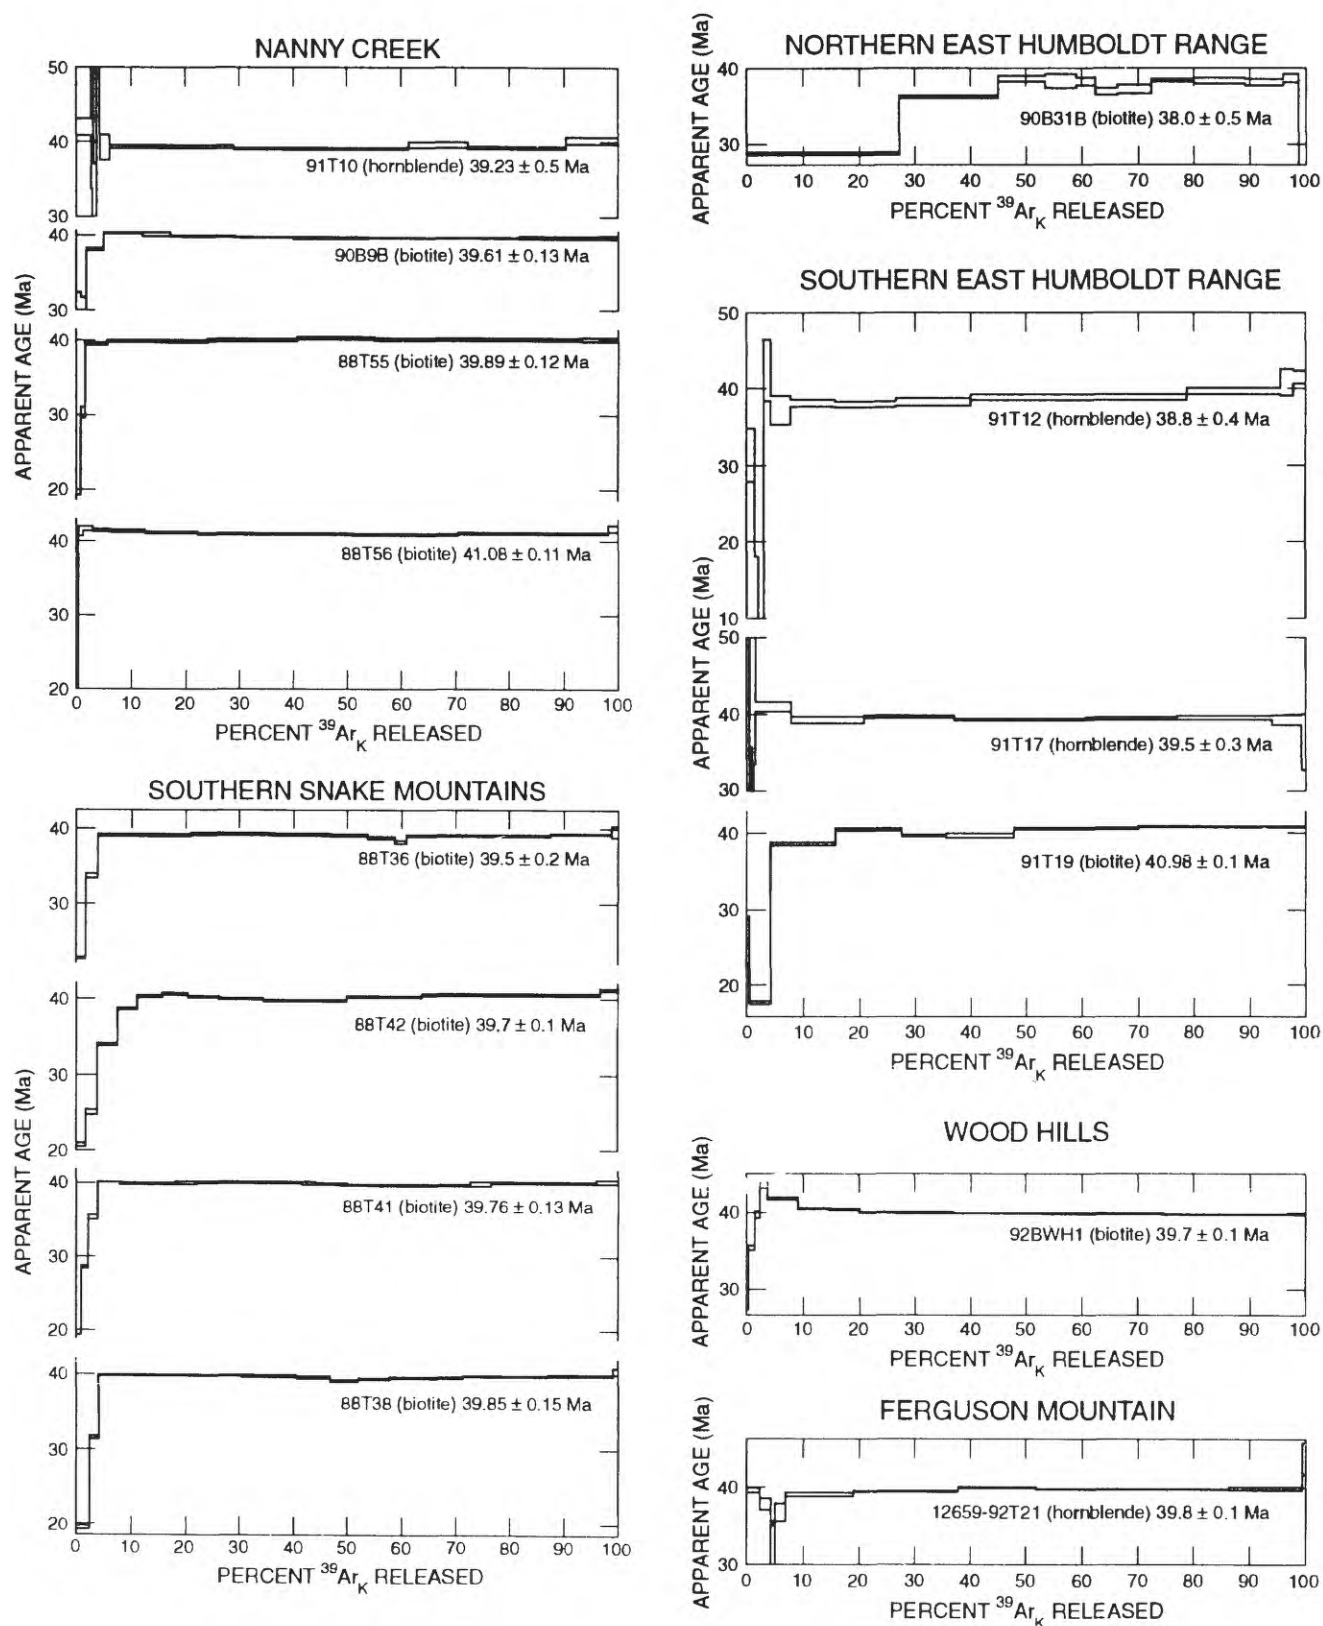 NANNY CREEK
APPARENT AGE (Ma)
50
40
30
91T10 (hornblende) 39.23 ± 0.5 Ma
40
30
90B9B (biotite) 39.61 ± 0.13 Ma
40
30
20
88T55 (biotite) 39.89 ± 0.12 Ma
40
30
20
88T56 (biotite) 41.08 ± 0.11 Ma
0 10 20 30 40 50 60 70 80 90 100
PERCENT ³⁹Ar_K RELEASED
SOUTHERN SNAKE MOUNTAINS
APPARENT AGE (Ma)
40
30
88T36 (biotite) 39.5 ± 0.2 Ma
40
30
20
88T42 (biotite) 39.7 ± 0.1 Ma
40
30
20
88T41 (biotite) 39.76 ± 0.13 Ma
40
30
20
88T38 (biotite) 39.85 ± 0.15 Ma
0 10 20 30 40 50 60 70 80 90 100
PERCENT ³⁹Ar_K RELEASED
NORTHERN EAST HUMBOLDT RANGE
APPARENT AGE (Ma)
40
30
90B31B (biotite) 38.0 ± 0.5 Ma
0 10 20 30 40 50 60 70 80 90 100
PERCENT ³⁹Ar_K RELEASED
SOUTHERN EAST HUMBOLDT RANGE
APPARENT AGE (Ma)
50
40
30
20
10
91T12 (hornblende) 38.8 ± 0.4 Ma
50
40
30
91T17 (hornblende) 39.5 ± 0.3 Ma
40
30
20
91T19 (biotite) 40.98 ± 0.1 Ma
0 10 20 30 40 50 60 70 80 90 100
PERCENT ³⁹Ar_K RELEASED
WOOD HILLS
APPARENT AGE (Ma)
40
30
92BWH1 (biotite) 39.7 ± 0.1 Ma
0 10 20 30 40 50 60 70 80 90 100
PERCENT ³⁹Ar_K RELEASED
FERGUSON MOUNTAIN
APPARENT AGE (Ma)
40
30
12659-92T21 (hornblende) 39.8 ± 0.1 Ma
0 10 20 30 40 50 60 70 80 90 100
PERCENT ³⁹Ar_K RELEASED